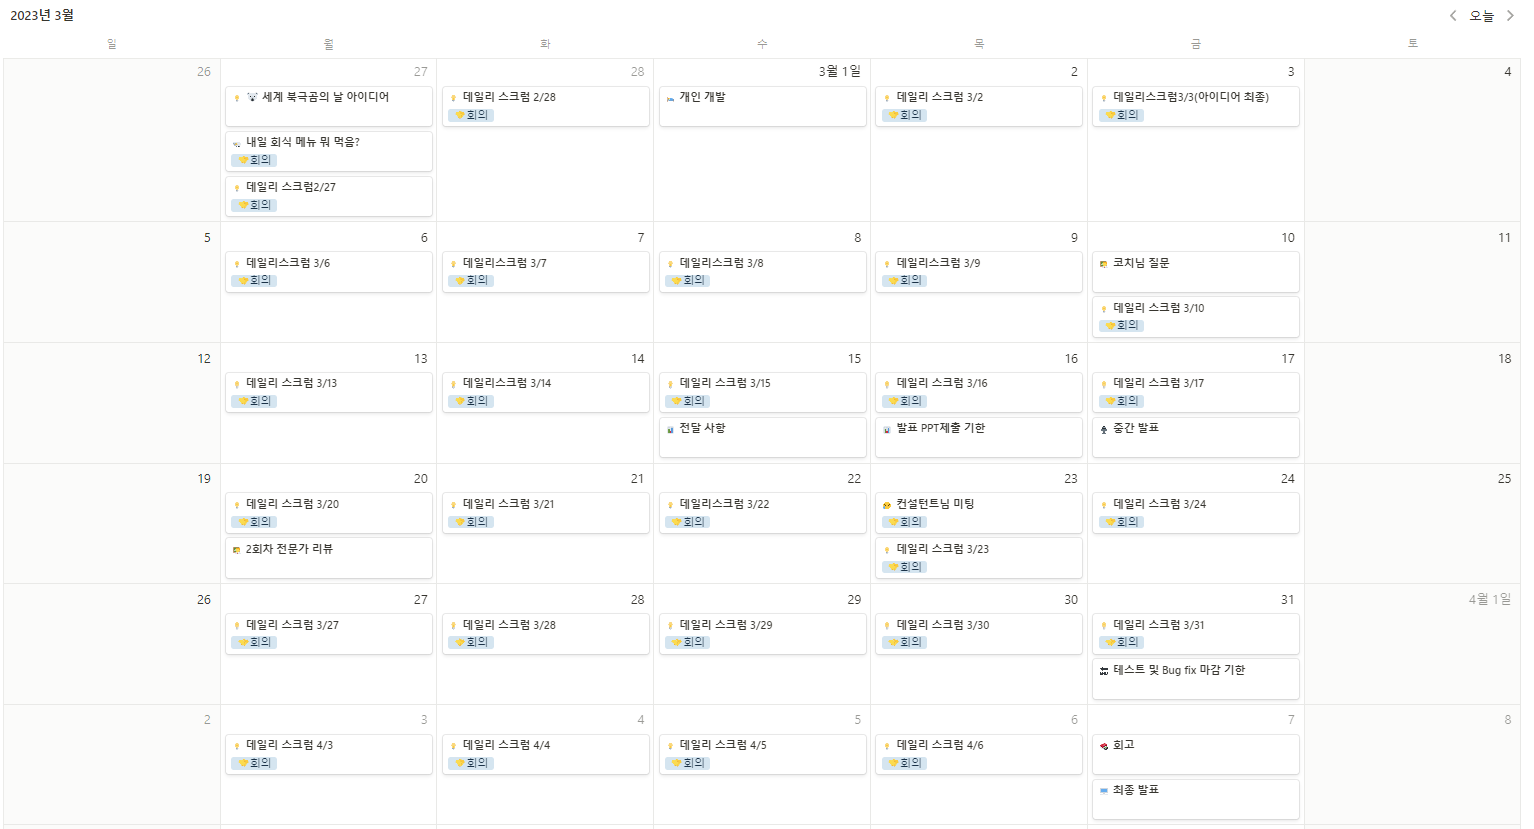 2023년 3월
오늘
일 월 화 수 목 금 토
26 27 28 3월 1일 2 3 4
세계 북극곰의 날 아이디어
내일 회식 메뉴 뭐 먹음?
회의
데일리 스크럼2/27
회의
데일리 스크럼 2/28
회의
개인 개발
데일리 스크럼 3/2
회의
데일리스크럼3/3(아이디어 최종)
회의
5 6 7 8 9 10 11
데일리스크럼 3/6
회의
데일리스크럼 3/7
회의
데일리스크럼 3/8
회의
데일리스크럼 3/9
회의
코치님 질문
데일리 스크럼 3/10
회의
12 13 14 15 16 17 18
데일리 스크럼 3/13
회의
데일리스크럼 3/14
회의
데일리 스크럼 3/15
회의
전달 사항
데일리 스크럼 3/16
회의
발표 PPT제출 기한
데일리 스크럼 3/17
회의
중간 발표
19 20 21 22 23 24 25
데일리 스크럼 3/20
회의
2회차 전문가 리뷰
데일리 스크럼 3/21
회의
데일리스크럼 3/22
회의
컨설턴트님 미팅
회의
데일리 스크럼 3/23
회의
데일리 스크럼 3/24
회의
26 27 28 29 30 31 4월 1일
데일리 스크럼 3/27
회의
데일리 스크럼 3/28
회의
데일리 스크럼 3/29
회의
데일리 스크럼 3/30
회의
데일리 스크럼 3/31
회의
테스트 및 Bug fix 마감 기한
2 3 4 5 6 7 8
데일리 스크럼 4/3
회의
데일리 스크럼 4/4
회의
데일리 스크럼 4/5
회의
데일리 스크럼 4/6
회의
회고
최종 발표